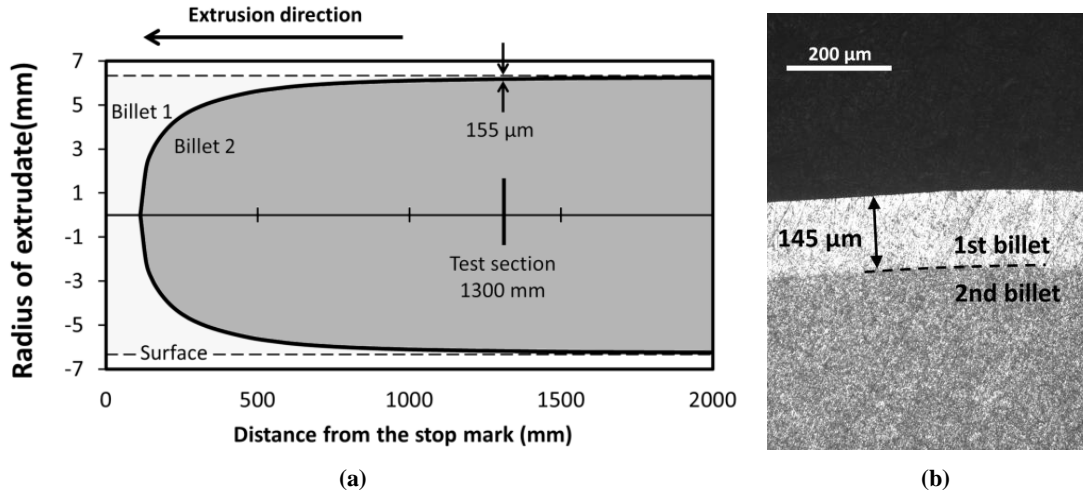 Extrusion direction
Radius of extrudate(mm)
7
5
3
1
-1
-3
-5
-7
Billet 1
Billet 2
155 µm
Test section
1300 mm
Surface
0
500
1000
1500
2000
Distance from the stop mark (mm)
(a)
200 µm
145 µm
1st billet
2nd billet
(b)